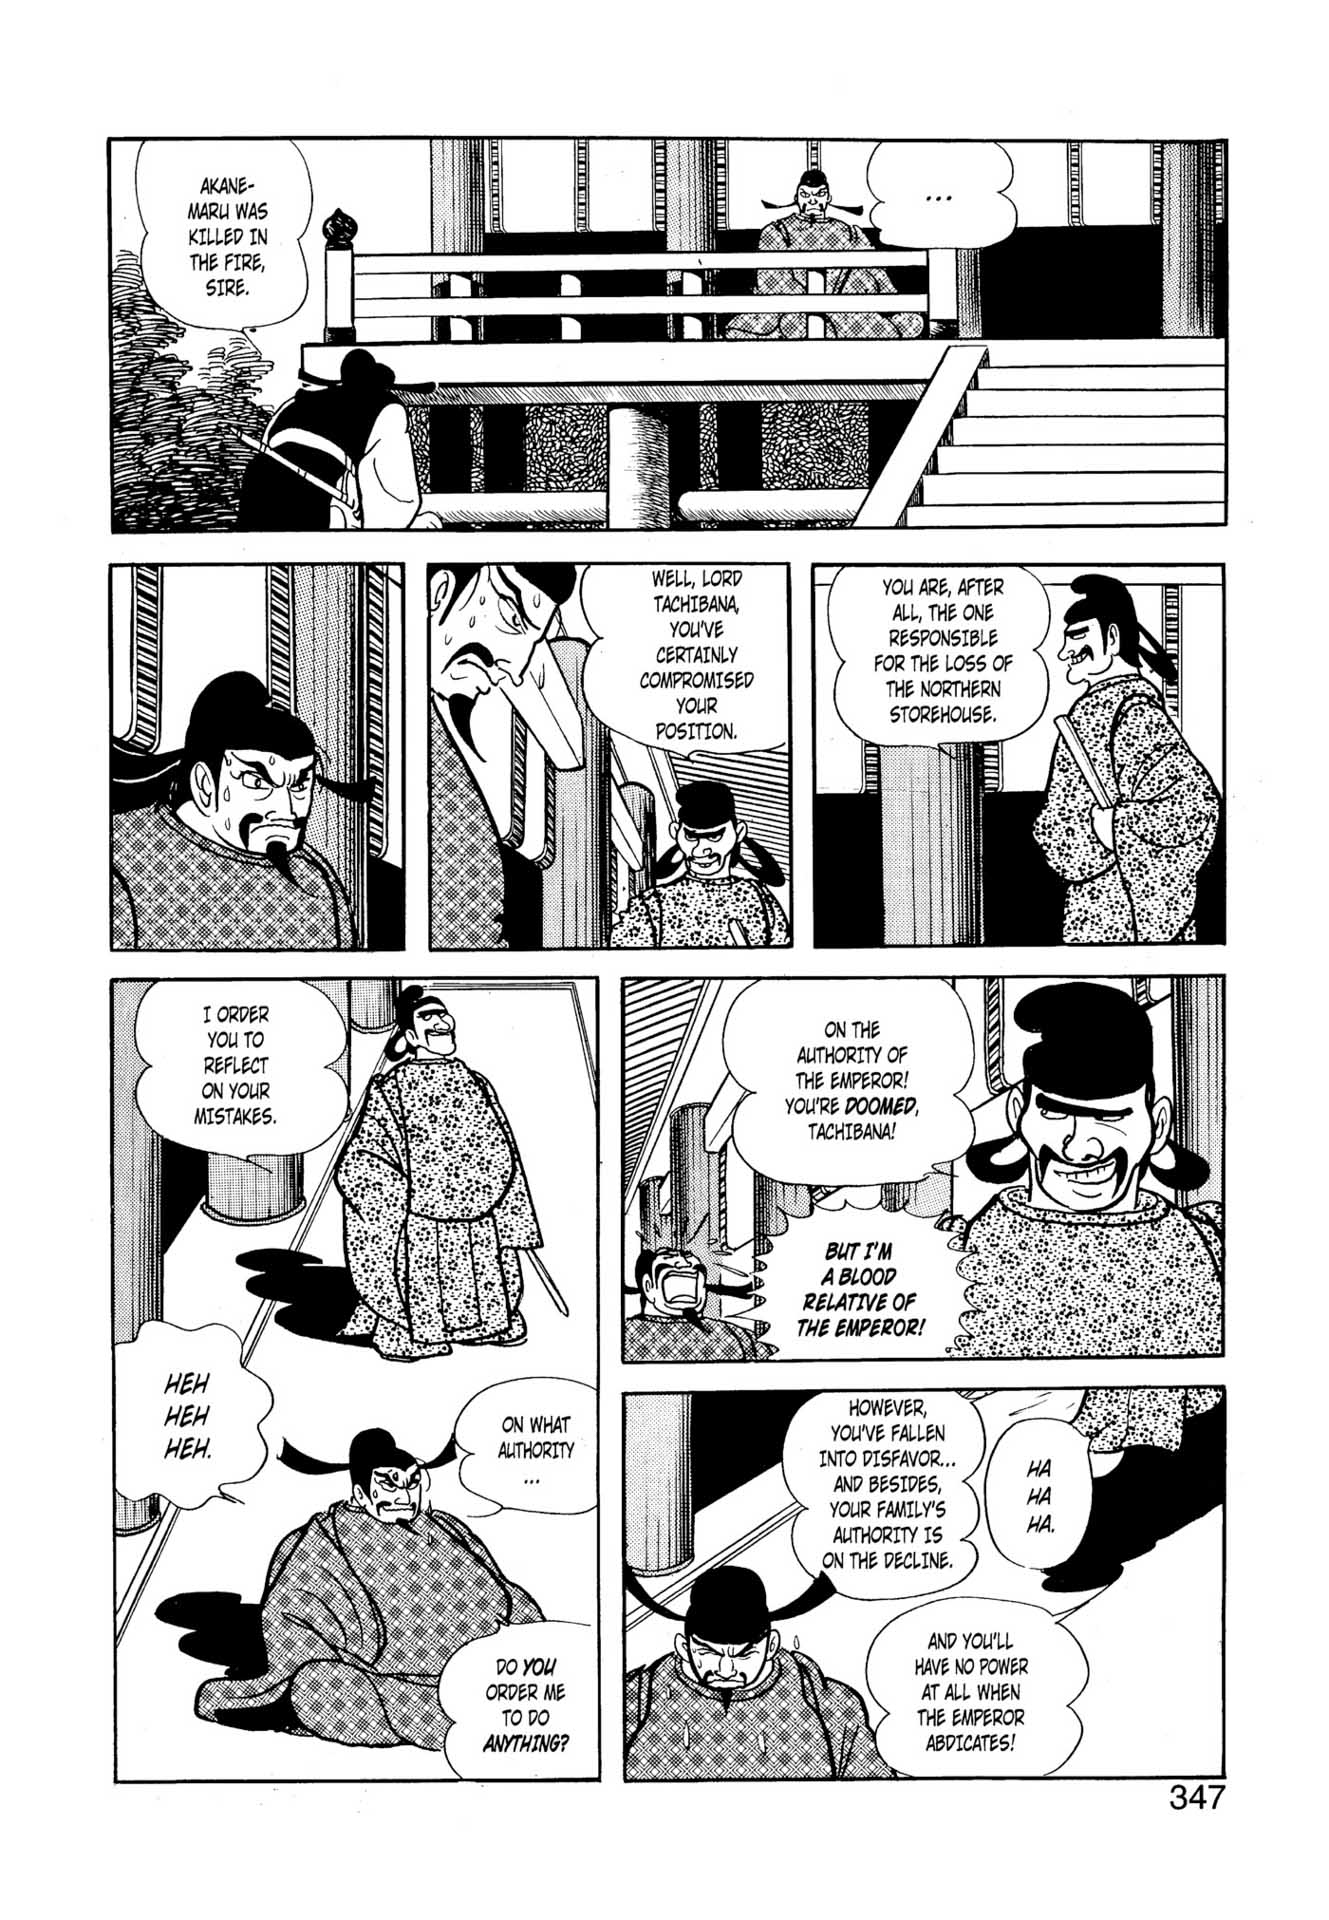 AKANE-
MARU WAS
KILLED IN
THE FIRE,
SIRE.
...
WELL, LORD
TACHIBANA,
YOU'VE
CERTAINLY
COMPROMISED
YOUR
POSITION.
YOU ARE, AFTER
ALL, THE ONE
RESPONSIBLE
FOR THE LOSS OF
THE NORTHERN
STOREHOUSE.
I ORDER
YOU TO
REFLECT
ON YOUR
MISTAKES.
HEH
HEH
HEH.
ON WHAT
AUTHORITY
...
DO YOU
ORDER ME
TO DO
ANYTHING?
ON THE
AUTHORITY OF
THE EMPEROR!
YOU'RE DOOMED,
TACHIBANA!
BUT I'M
A BLOOD
RELATIVE OF
THE EMPEROR!
HOWEVER,
YOU'VE FALLEN
INTO DISFAVOR...
AND BESIDES,
YOUR FAMILY'S
AUTHORITY IS
ON THE DECLINE.
HA
HA
HA.
AND YOU'LL
HAVE NO POWER
AT ALL WHEN
THE EMPEROR
ABDICATES!
347